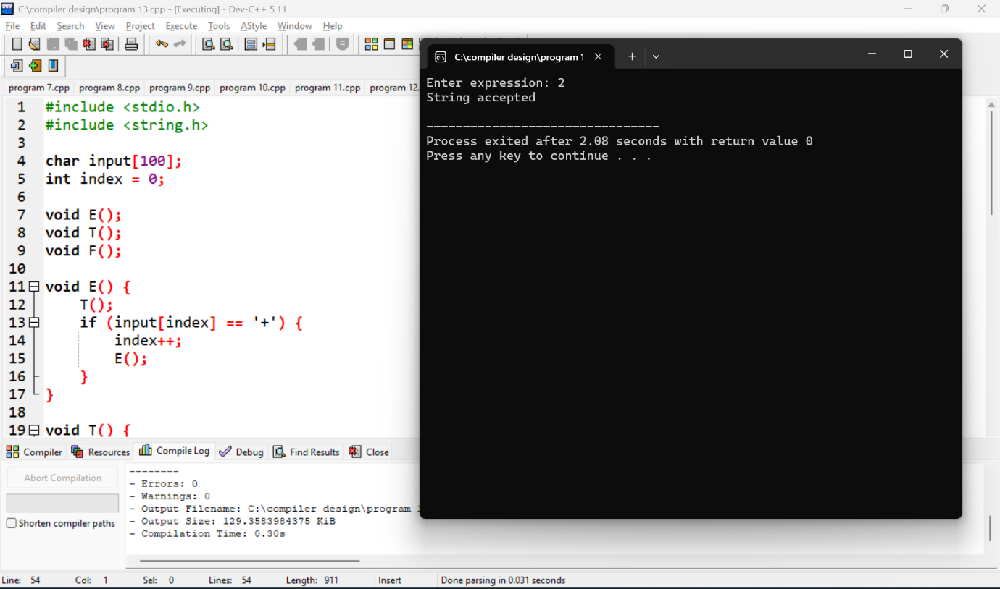 C:\compiler design\program 13.cpp - [Executing] - Dev-C++ 5.11
File Edit Search View Project Execute Tools AStyle Window Help
program 7.cpp program 8.cpp program 9.cpp program 10.cpp program 11.cpp program 12.
1 #include <stdio.h>
2 #include <string.h>
3
4 char input[100];
5 int index = 0;
6
7 void E();
8 void T();
9 void F();
10
11 void E() {
12 T();
13 if (input[index] == '+') {
14 index++;
15 E();
16 }
17 }
18
19 void T() {
C:\compiler design\program 1
Enter expression: 2
String accepted
--------------------------------
Process exited after 2.08 seconds with return value 0
Press any key to continue . . .
Compiler Resources Compile Log Debug Find Results Close
Abort Compilation
Shorten compiler paths
--------
- Errors: 0
- Warnings: 0
- Output Filename: C:\compiler design\program
- Output Size: 129.3583984375 KiB
- Compilation Time: 0.30s
Line: 54 Col: 1 Sel: 0 Lines: 54 Length: 911 Insert Done parsing in 0.031 seconds